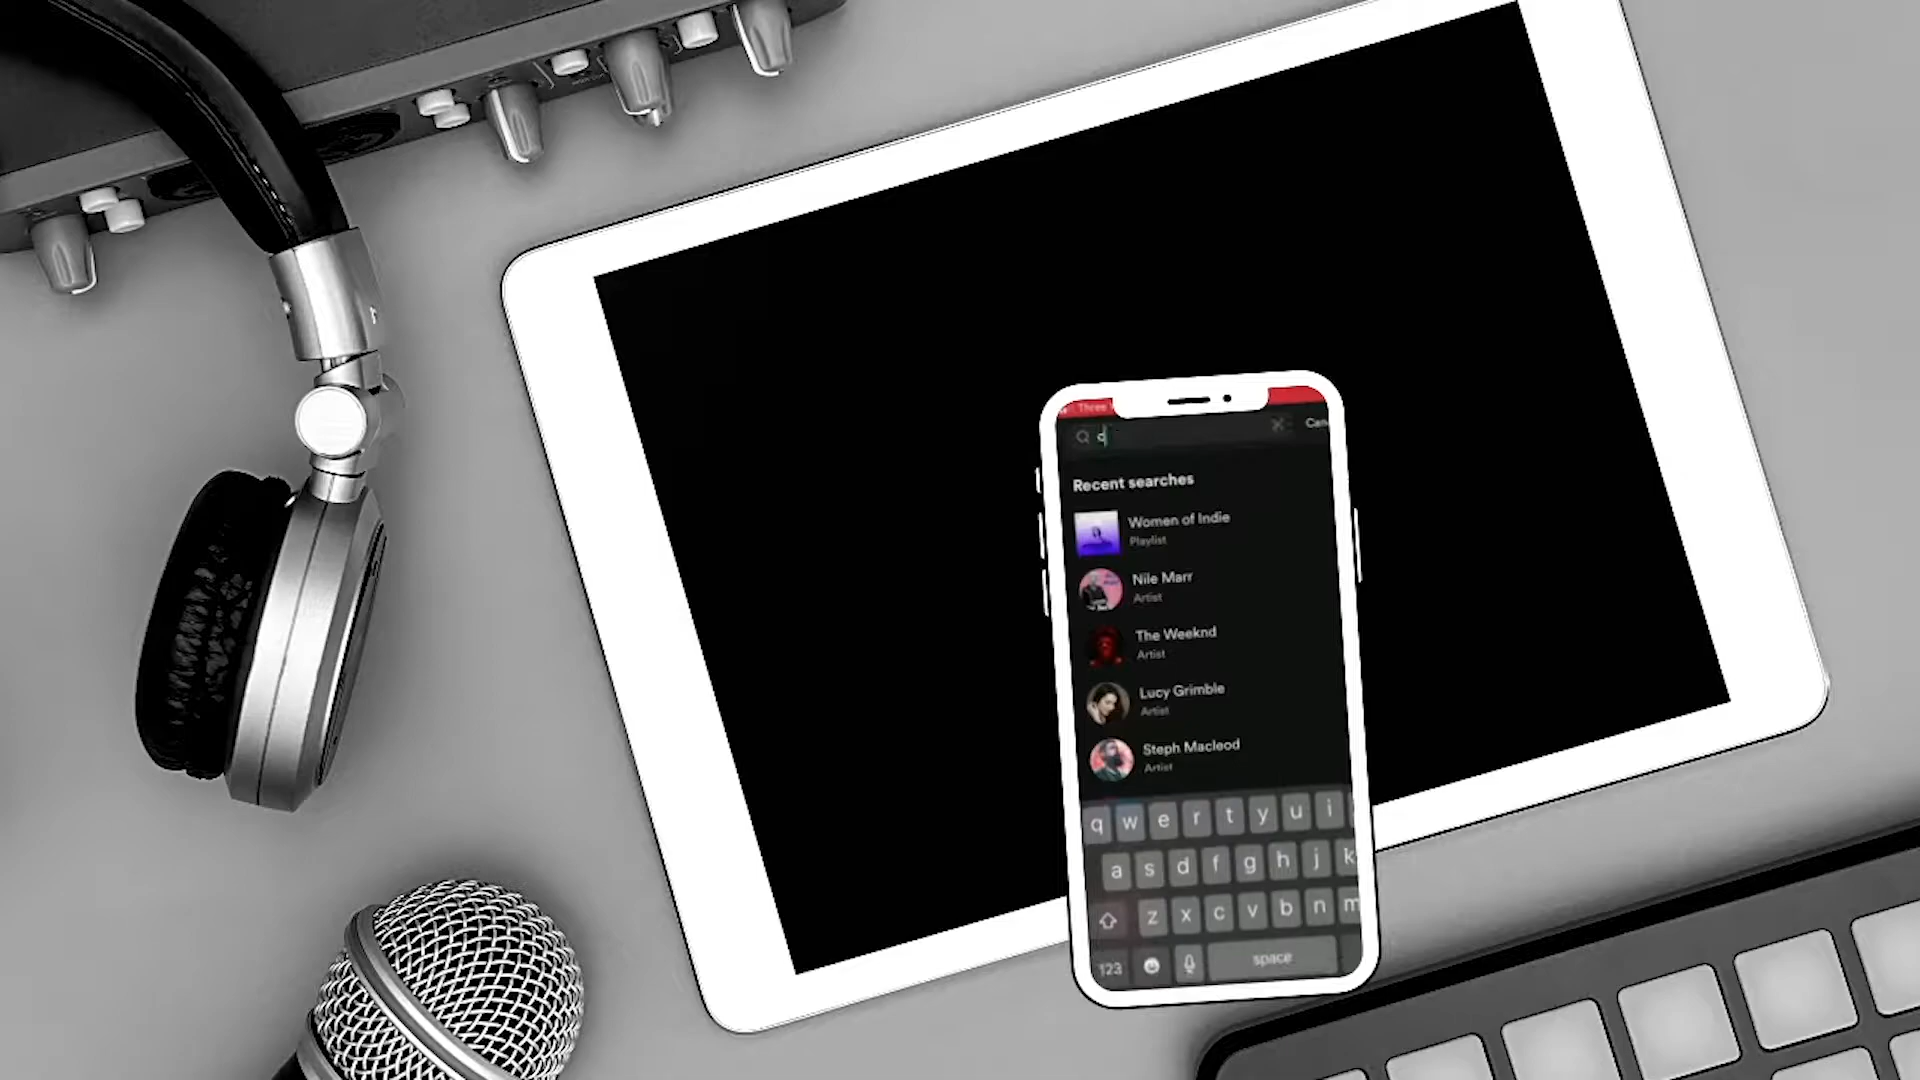 Three
c
Recent searches
Women of Indie
Playlist
Nile Marr
Artist
The Weeknd
Artist
Lucy Grimble
Artist
Steph Macleod
Artist
q w e r t y u i
a s d f g h j k
z x c v b n m
123 space